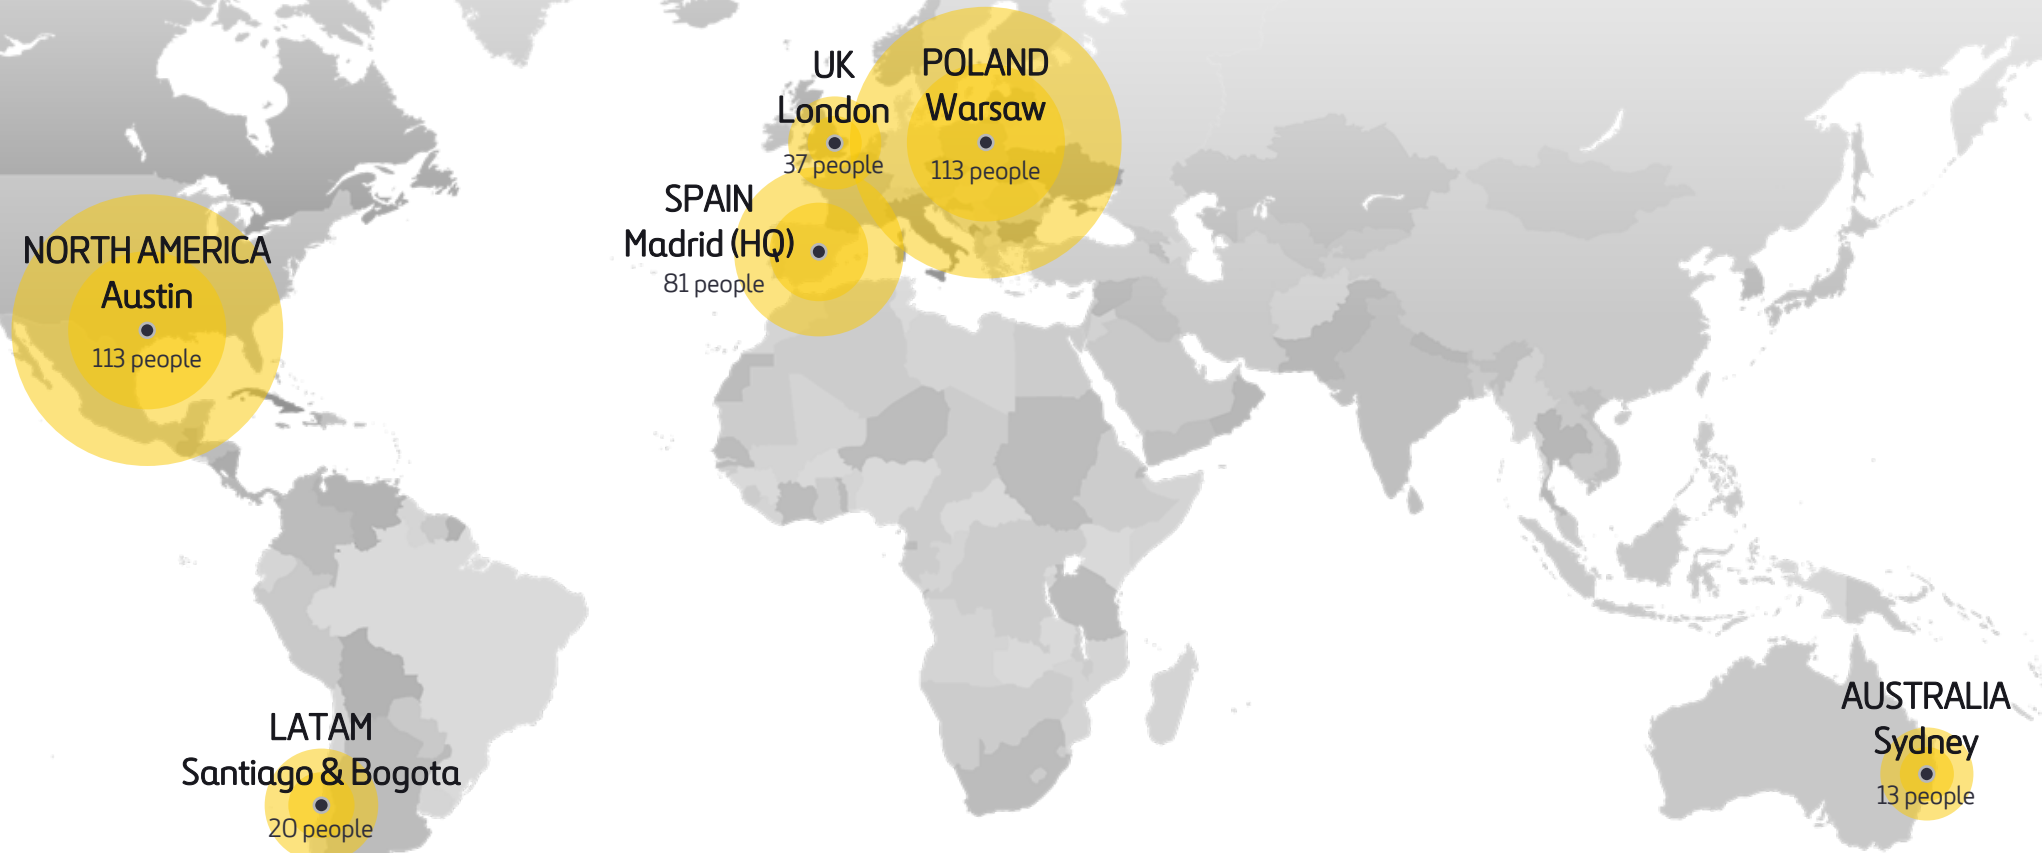 UK
London
37 people
POLAND
Warsaw
113 people
SPAIN
Madrid (HQ)
81 people
NORTH AMERICA
Austin
113 people
LATAM
Santiago & Bogota
20 people
AUSTRALIA
Sydney
13 people